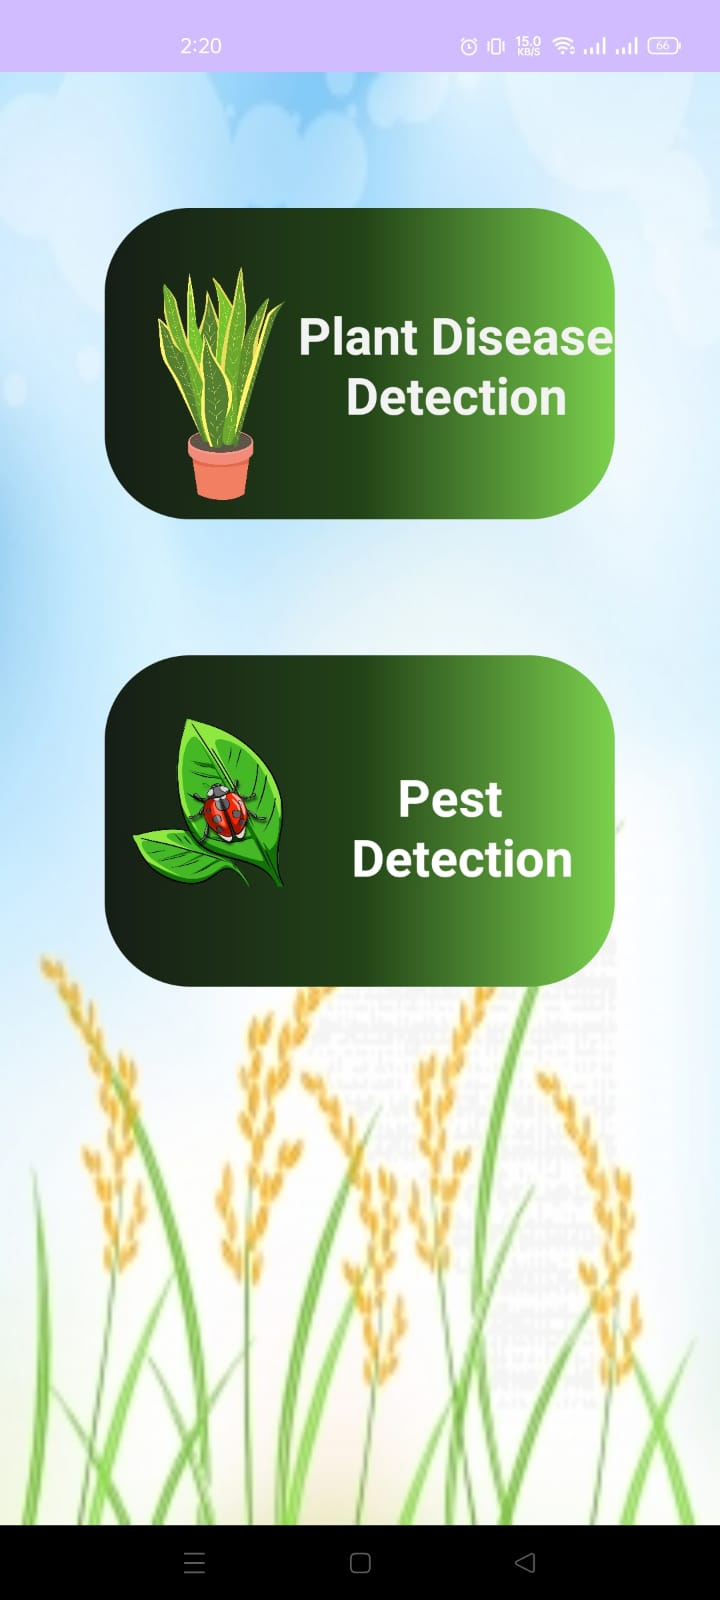 2:20
15.0
KB/S
66
Plant Disease
Detection
Pest
Detection